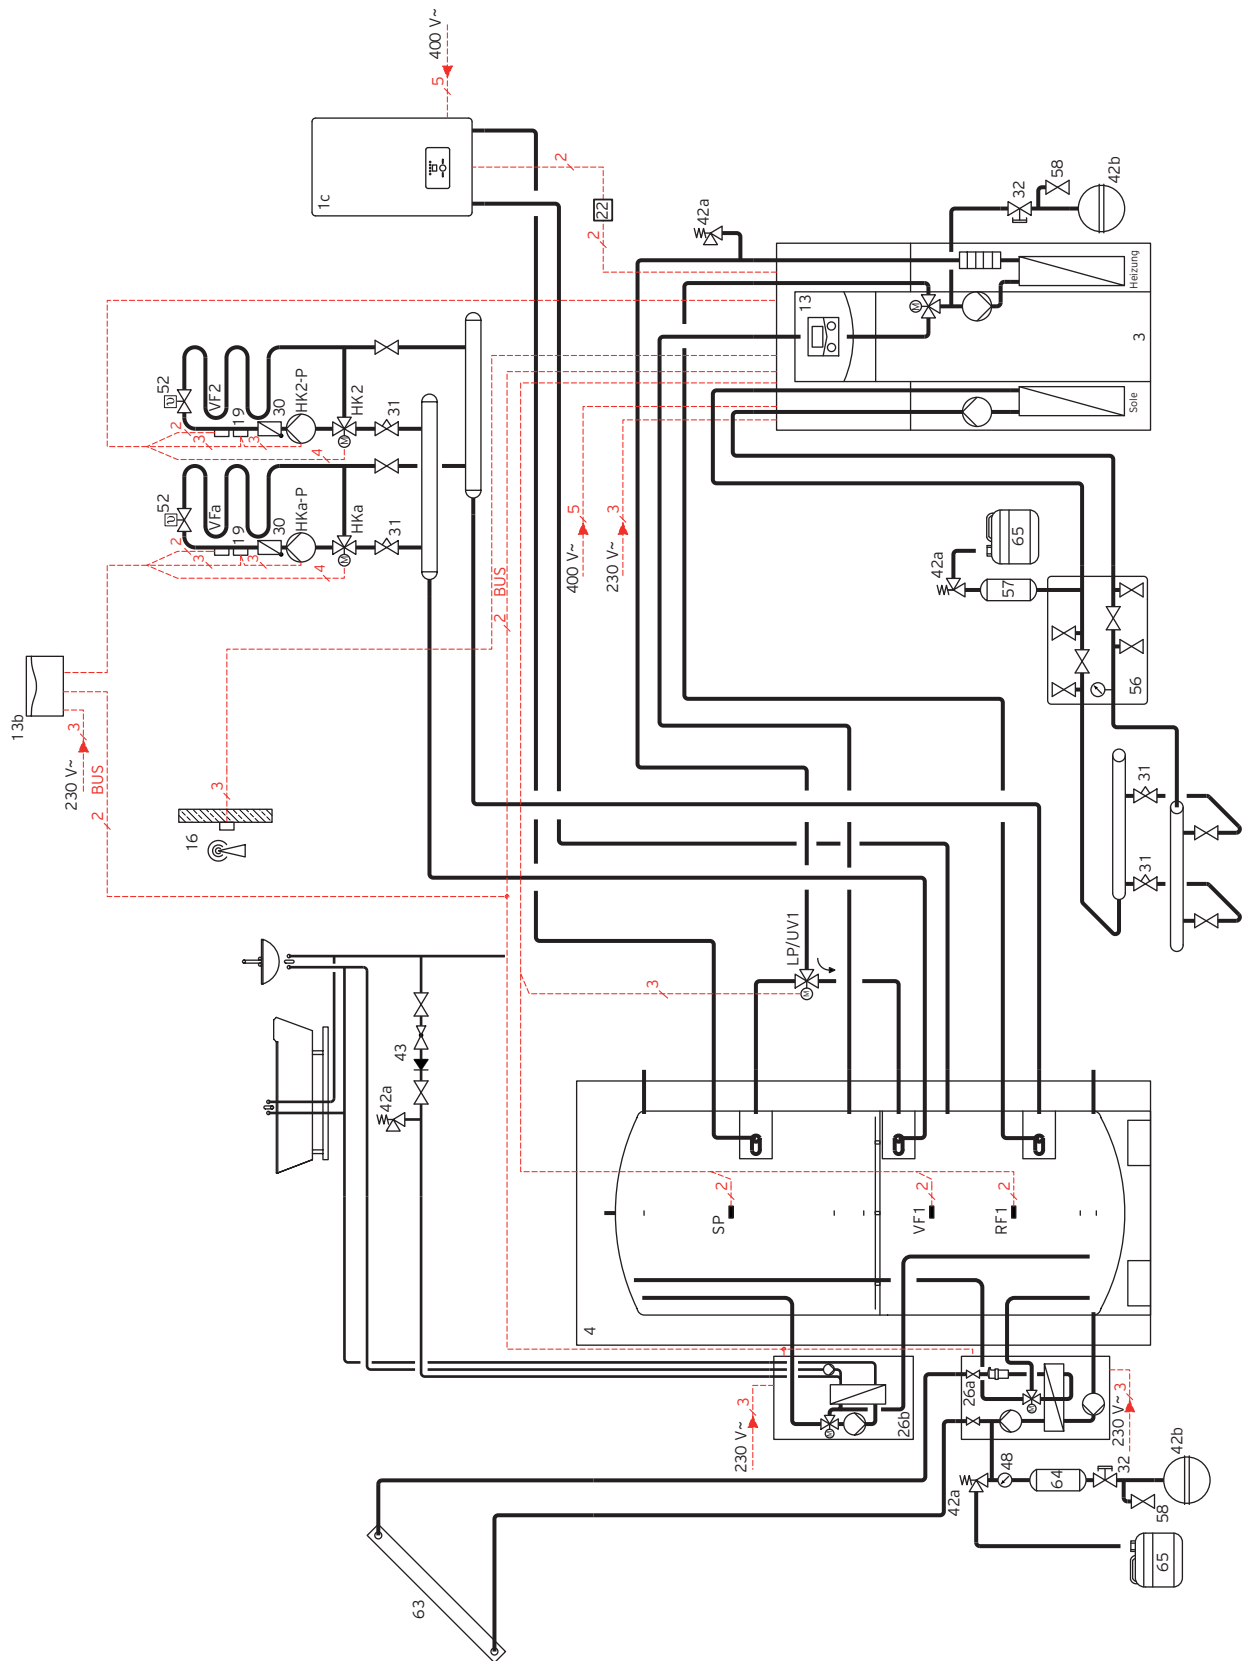 13b
230 V~ 3
2 BUS
52
52
2
2
16
3
3
VFa
VF2
3
19
19
3
3
30
30
HKa-P
HK2-P
4
4
1c
M
M
HKa
HK2
42a
31
31
43
63
400 V~ 5
2 BUS
2
400 V~ 5
4
2
22
230 V~ 3
3
42a
SP
2
230 V~ 3
LP/UV1
13
M
M
26b
M
VF1
2
42a
42a
26a
RF1
2
48
57
65
32
M
64
58
42b
230 V~ 3
32
Sole
Heizung
56
3
31
31
65
58
42b